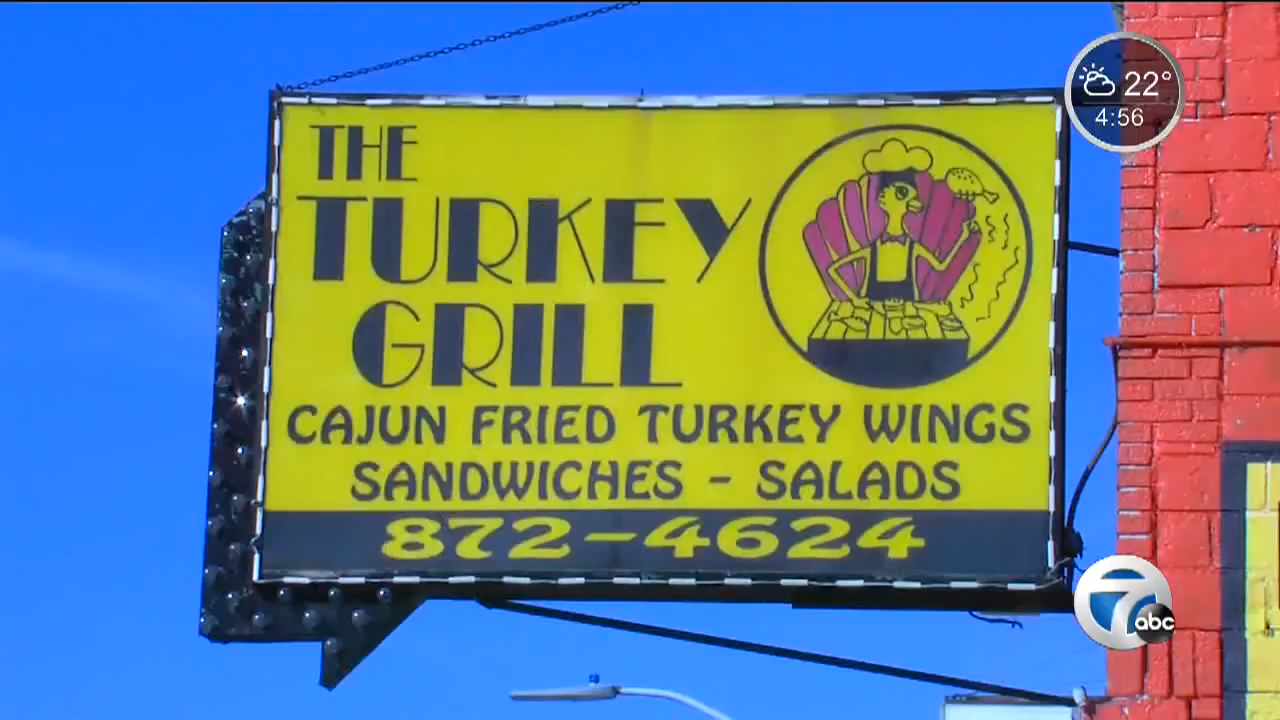 THE
TURKEY
GRILL
CAJUN FRIED TURKEY WINGS
SANDWICHES - SALADS
872-4624
22°
4:56
7 abc